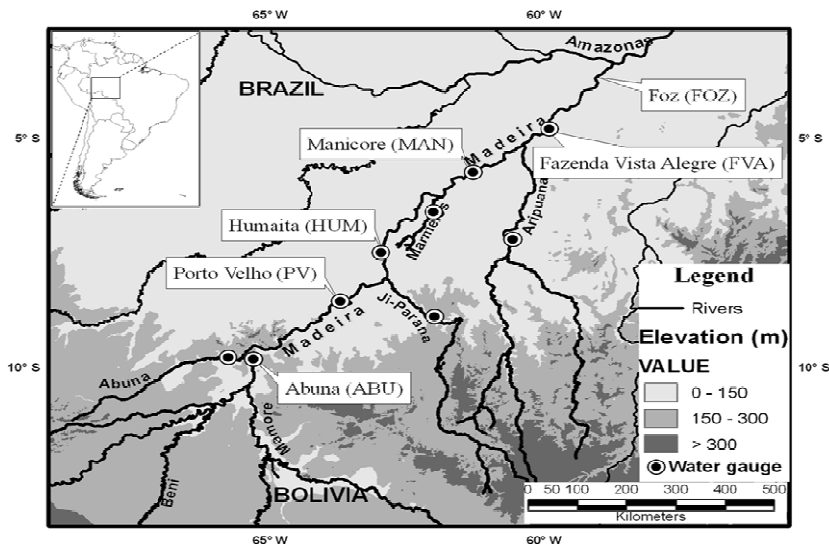 65° W 60° W
Amazonas
BRAZIL
Foz (FOZ)
5° S 5° S
Manicore (MAN)
Madeira
Fazenda Vista Alegre (FVA)
Aripuana
Marmelos
Humaita (HUM)
Porto Velho (PV)
Ji-Parana
Madeira
Legend
Rivers
Elevation (m)
VALUE
0 - 150
150 - 300
> 300
Water gauge
10° S 10° S
Abuna
Abuna (ABU)
Mamore
Beni
BOLIVIA
0 50 100 200 300 400 500
Kilometers
65° W 60° W